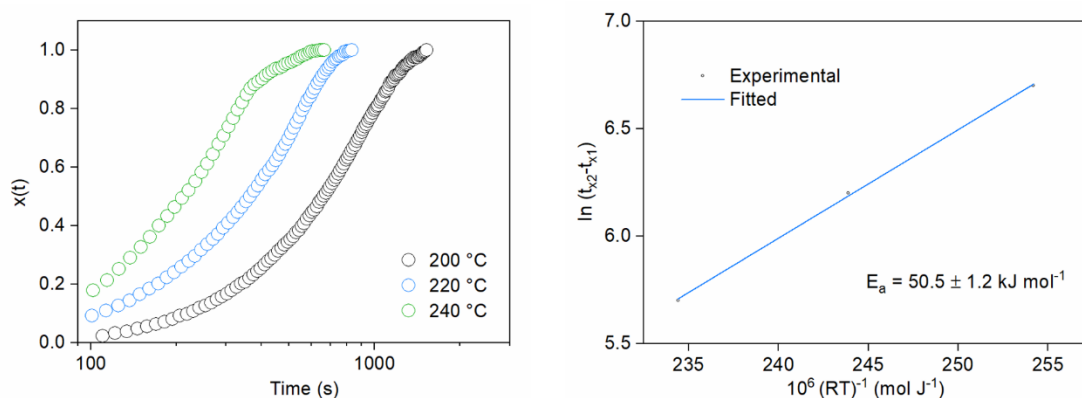 x(t)
1.0
0.8
0.6
0.4
0.2
0.0
200 °C
220 °C
240 °C
100
1000
Time (s)
ln (tx2-tx1)
7.0
6.5
6.0
5.5
Experimental
Fitted
Ea = 50.5 ± 1.2 kJ mol-1
235
240
245
250
255
10^6 (RT)^-1 (mol J^-1)